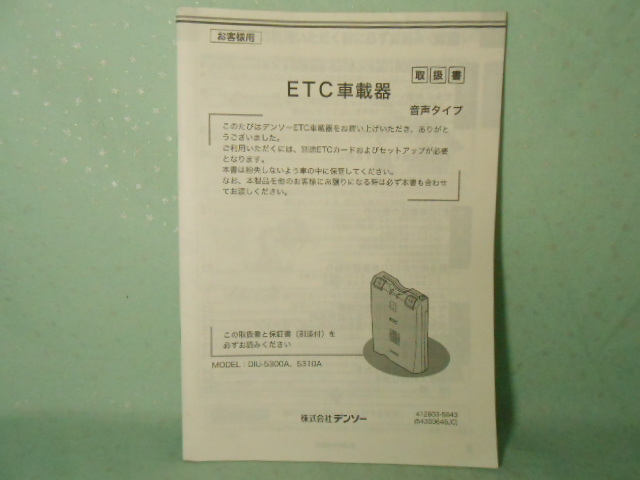 お客様用
取扱書
ETC車載器
音声タイプ
このたびはデンソーETC車載器をお買い上げいただき、ありがと
うございました。
ご利用いただくには、別途ETCカードおよびセットアップが必要
となります。
本書は紛失しないよう車の中に保管してください。
なお、本製品を他のお客様にお譲りになる時は必ず本書も合わせ
てお渡しください。
この取扱書と保証書（別添付）を
必ずお読みください
MODEL：DIU-5300A、5310A
株式会社デンソー